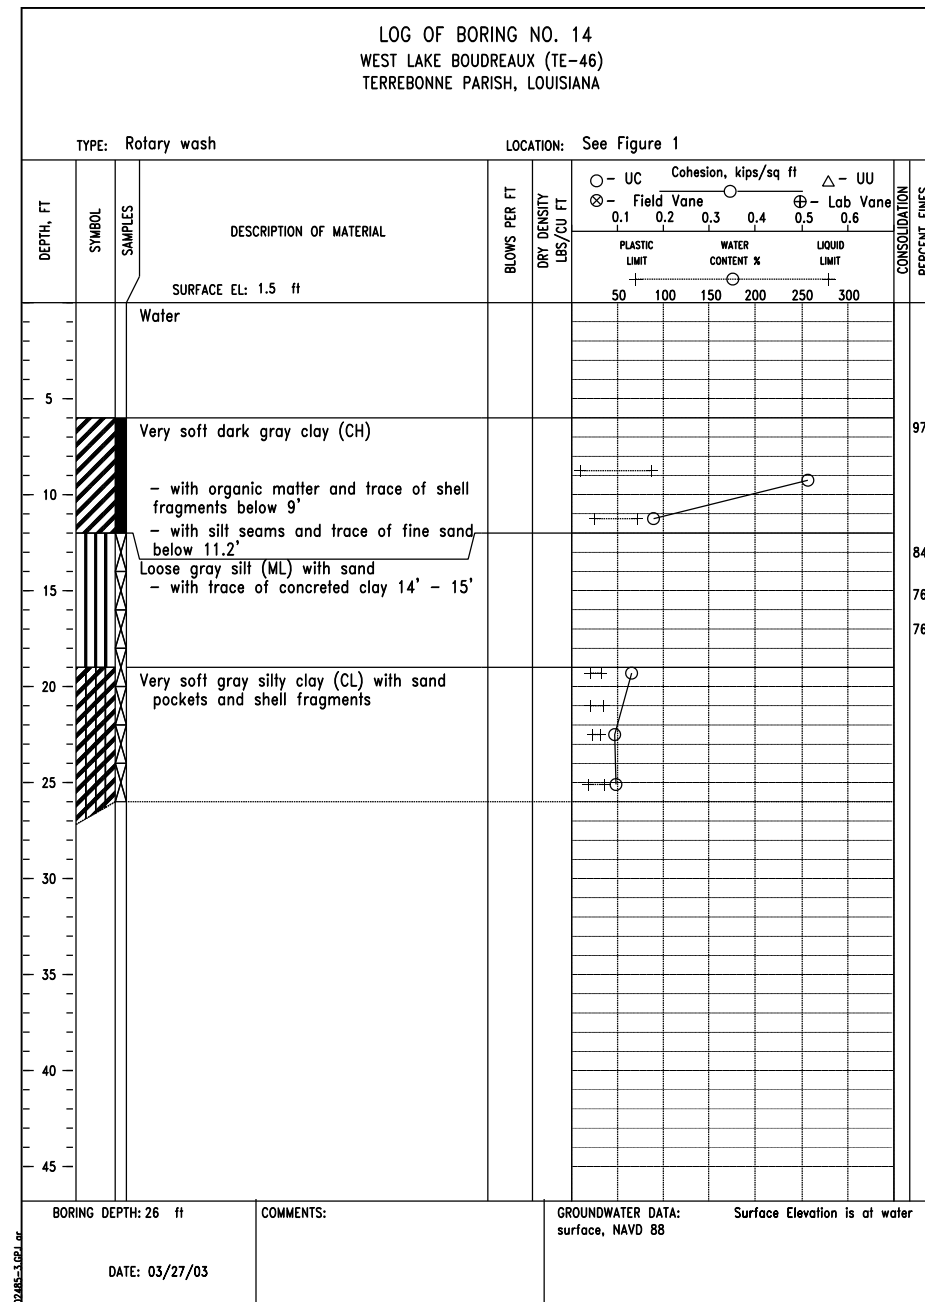 LOG OF BORING NO. 14
WEST LAKE BOUDREAUX (TE-46)
TERREBONNE PARISH, LOUISIANA
TYPE: Rotary wash
LOCATION: See Figure 1
DEPTH, FT
SYMBOL
SAMPLES
DESCRIPTION OF MATERIAL
SURFACE EL: 1.5 ft
BLOWS PER FT
DRY DENSITY
LBS/CU FT
Cohesion, kips/sq ft
- UC
- UU
- Field Vane
- Lab Vane
0.1 0.2 0.3 0.4 0.5 0.6
PLASTIC LIMIT
WATER CONTENT %
LIQUID LIMIT
50 100 150 200 250 300
CONSOLIDATION
PERCENT FINES
Water
5
Very soft dark gray clay (CH)
97
- with organic matter and trace of shell
fragments below 9'
10
- with silt seams and trace of fine sand
below 11.2'
84
Loose gray silt (ML) with sand
- with trace of concreted clay 14' - 15'
15
76
76
Very soft gray silty clay (CL) with sand
pockets and shell fragments
20
25
30
35
40
45
BORING DEPTH: 26 ft
DATE: 03/27/03
COMMENTS:
GROUNDWATER DATA: Surface Elevation is at water
surface, NAVD 88